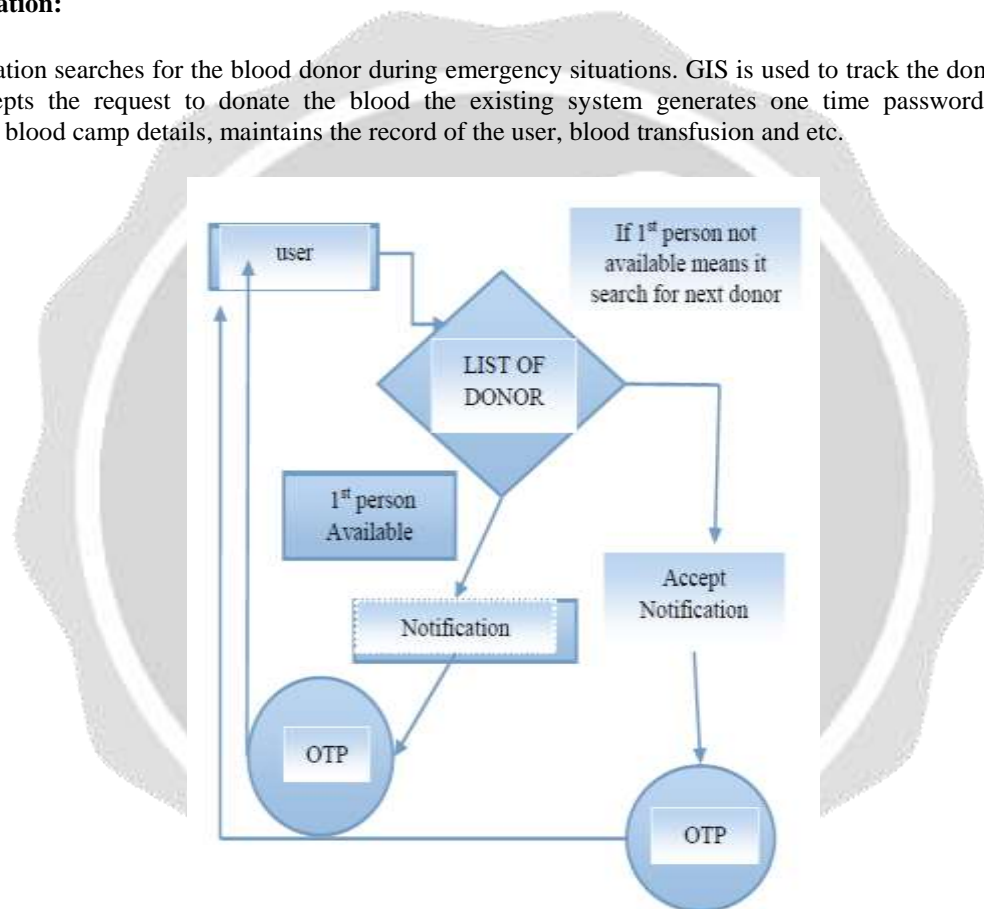 ation:
ation searches for the blood donor during emergency situations. GIS is used to track the don
epts the request to donate the blood the existing system generates one time password
blood camp details, maintains the record of the user, blood transfusion and etc.
user
If 1st person not
available means it
search for next donor
LIST OF
DONOR
1st person
Available
Accept
Notification
Notification
OTP
OTP